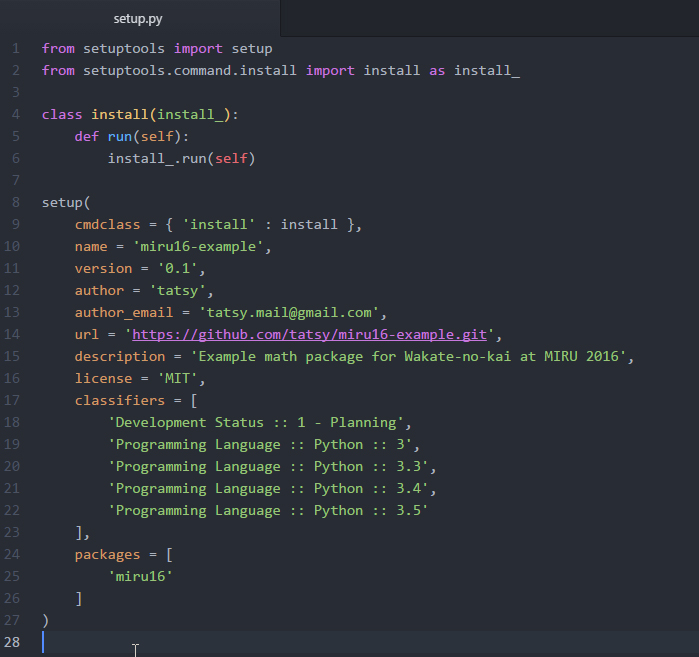 setup.py
1 from setuptools import setup
2 from setuptools.command.install import install as install_
3
4 class install(install_):
5     def run(self):
6         install_.run(self)
7
8 setup(
9     cmdclass = { 'install' : install },
10     name = 'miru16-example',
11     version = '0.1',
12     author = 'tatsy',
13     author_email = 'tatsy.mail@gmail.com',
14     url = 'https://github.com/tatsy/miru16-example.git',
15     description = 'Example math package for Wakate-no-kai at MIRU 2016',
16     license = 'MIT',
17     classifiers = [
18         'Development Status :: 1 - Planning',
19         'Programming Language :: Python :: 3',
20         'Programming Language :: Python :: 3.3',
21         'Programming Language :: Python :: 3.4',
22         'Programming Language :: Python :: 3.5'
23     ],
24     packages = [
25         'miru16'
26     ]
27 )
28